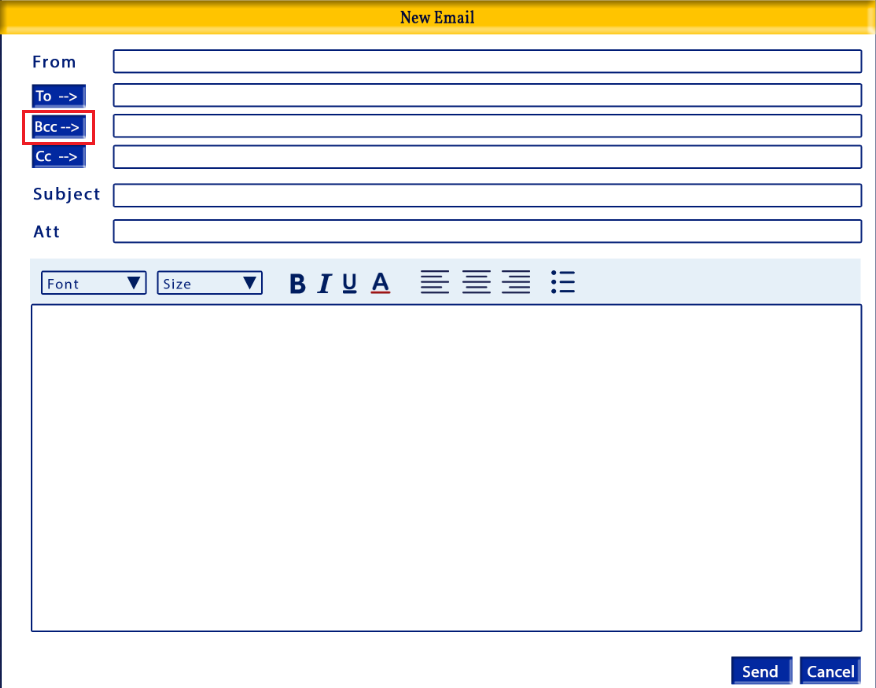 New Email
From
To -->
Bcc -->
Cc -->
Subject
Att
Font Size B I U A
Send Cancel